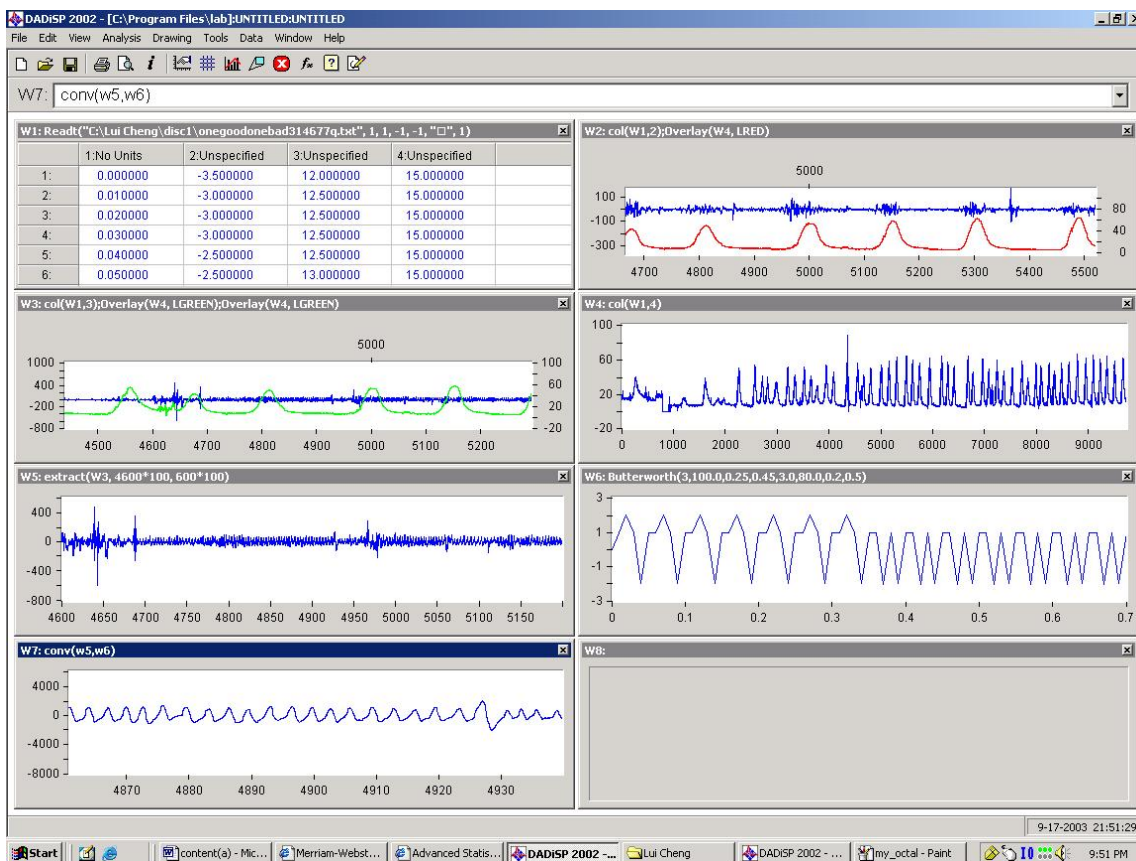 DADiSP 2002 - [C:\Program Files\lab]:UNTITLED:UNTITLED
File Edit View Analysis Drawing Tools Data Window Help
W7: conv(w5,w6)
W1: Readt("C:\Lui Cheng\disc1\onegoodonebad314677q.txt", 1, 1, -1, -1, "□", 1)
1:No Units 2:Unspecified 3:Unspecified 4:Unspecified
1: 0.000000 -3.500000 12.000000 15.000000
2: 0.010000 -3.000000 12.500000 15.000000
3: 0.020000 -3.000000 12.500000 15.000000
4: 0.030000 -3.000000 12.500000 15.000000
5: 0.040000 -2.500000 12.500000 15.000000
6: 0.050000 -2.500000 13.000000 15.000000
W2: col(W1,2);Overlay(W4, LRED)
5000
100
-100
-300
80
40
0
4700 4800 4900 5000 5100 5200 5300 5400 5500
W3: col(W1,3);Overlay(W4, LGREEN);Overlay(W4, LGREEN)
5000
1000
400
-200
-800
100
60
20
-20
4500 4600 4700 4800 4900 5000 5100 5200
W4: col(W1,4)
100
60
20
-20
0 1000 2000 3000 4000 5000 6000 7000 8000 9000
W5: extract(W3, 4600*100, 600*100)
400
0
-400
-800
4600 4650 4700 4750 4800 4850 4900 4950 5000 5050 5100 5150
W6: Butterworth(3,100.0,0.25,0.45,3.0,80.0,0.2,0.5)
3
1
-1
-3
0 0.1 0.2 0.3 0.4 0.5 0.6 0.7
W7: conv(w5,w6)
4000
0
-4000
-8000
4870 4880 4890 4900 4910 4920 4930
W8:
9-17-2003 21:51:29
Start content(a) - Mic... Merriam-Webst... Advanced Statis... DADiSP 2002 -... Lui Cheng DADiSP 2002 - ... my_octal - Paint 9:51 PM